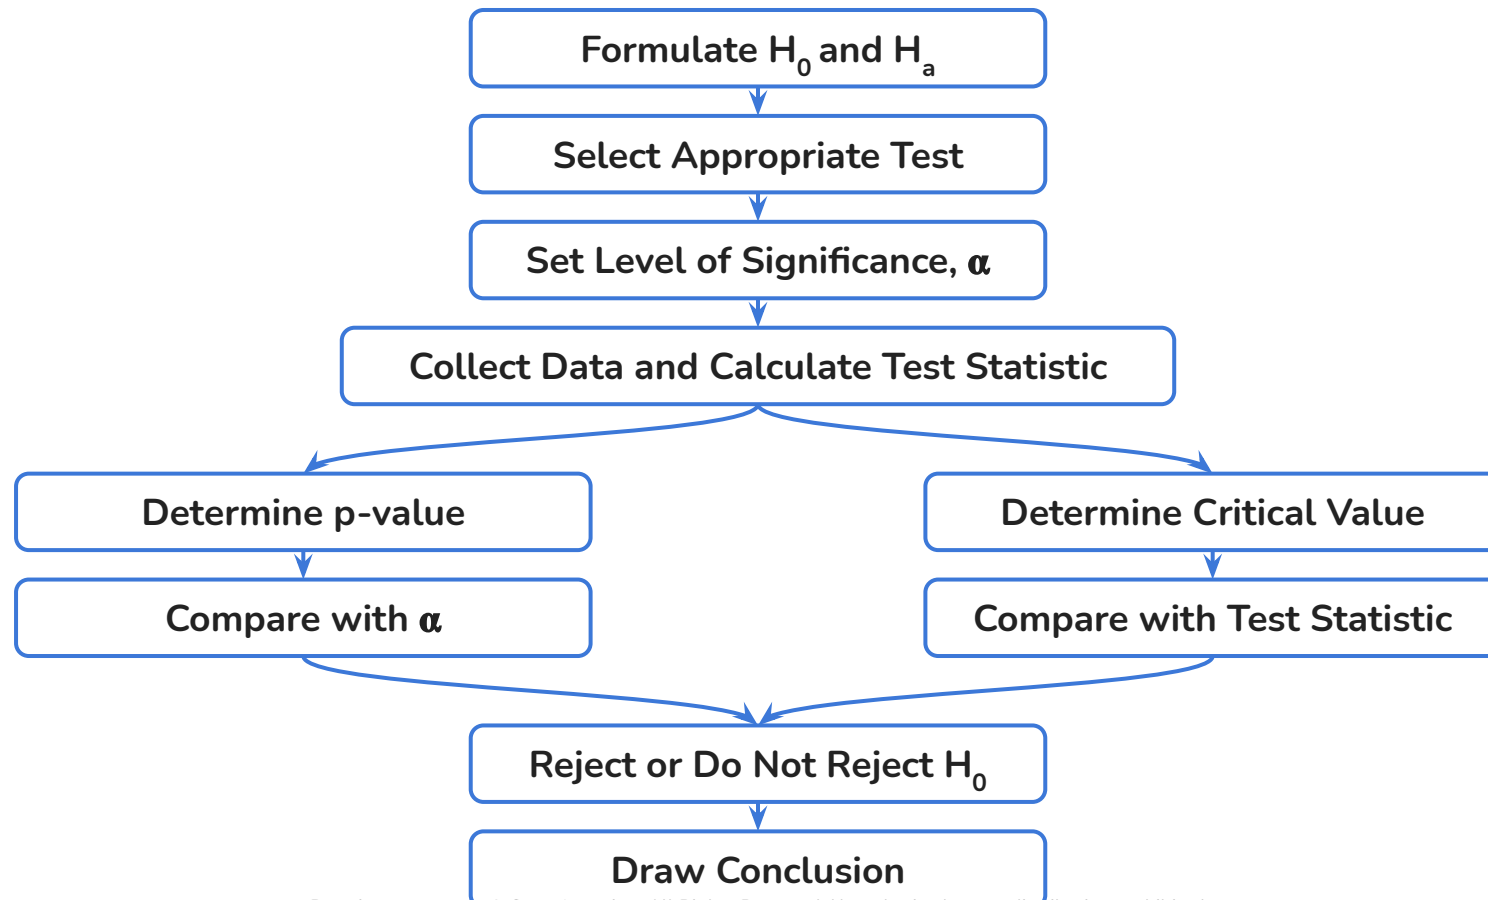 Formulate H₀ and Hₐ
Select Appropriate Test
Set Level of Significance, α
Collect Data and Calculate Test Statistic
Determine p-value
Determine Critical Value
Compare with α
Compare with Test Statistic
Reject or Do Not Reject H₀
Draw Conclusion